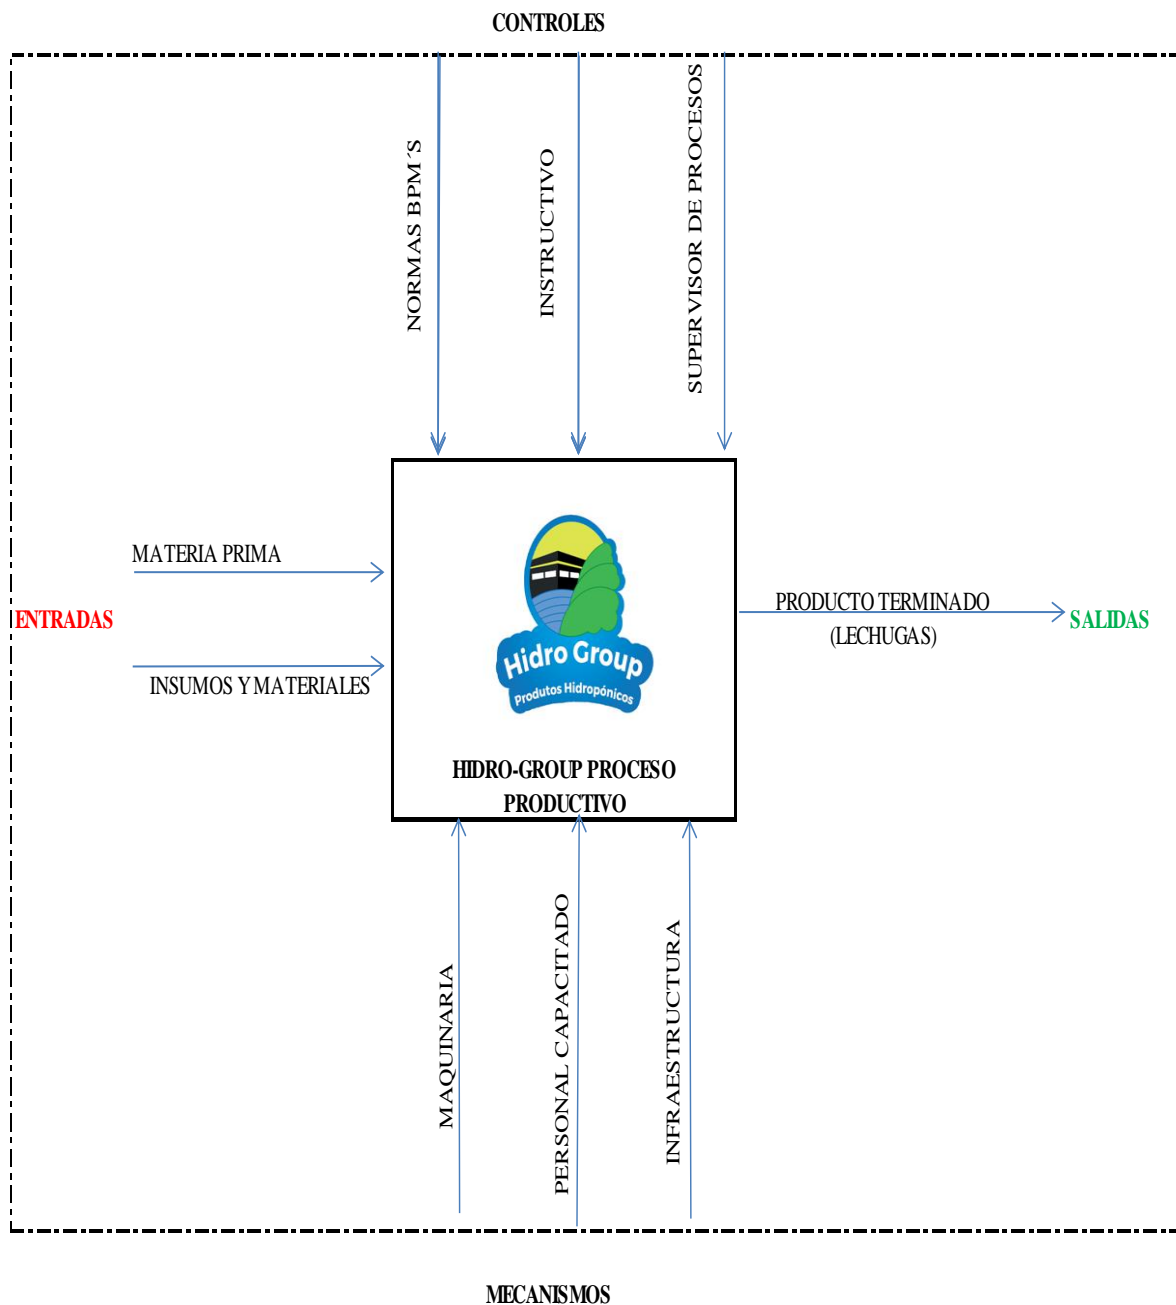 CONTROLES
NORMAS BPM´S
INSTRUCTIVO
SUPERVISOR DE PROCESOS
MATERIA PRIMA
ENTRADAS
INSUMOS Y MATERIALES
Hidro Group
Produtos Hidropónicos
HIDRO-GROUP PROCESO
PRODUCTIVO
PRODUCTO TERMINADO
(LECHUGAS)
SALIDAS
MAQUINARIA
PERSONAL CAPACITADO
INFRAESTRUCTURA
MECANISMOS